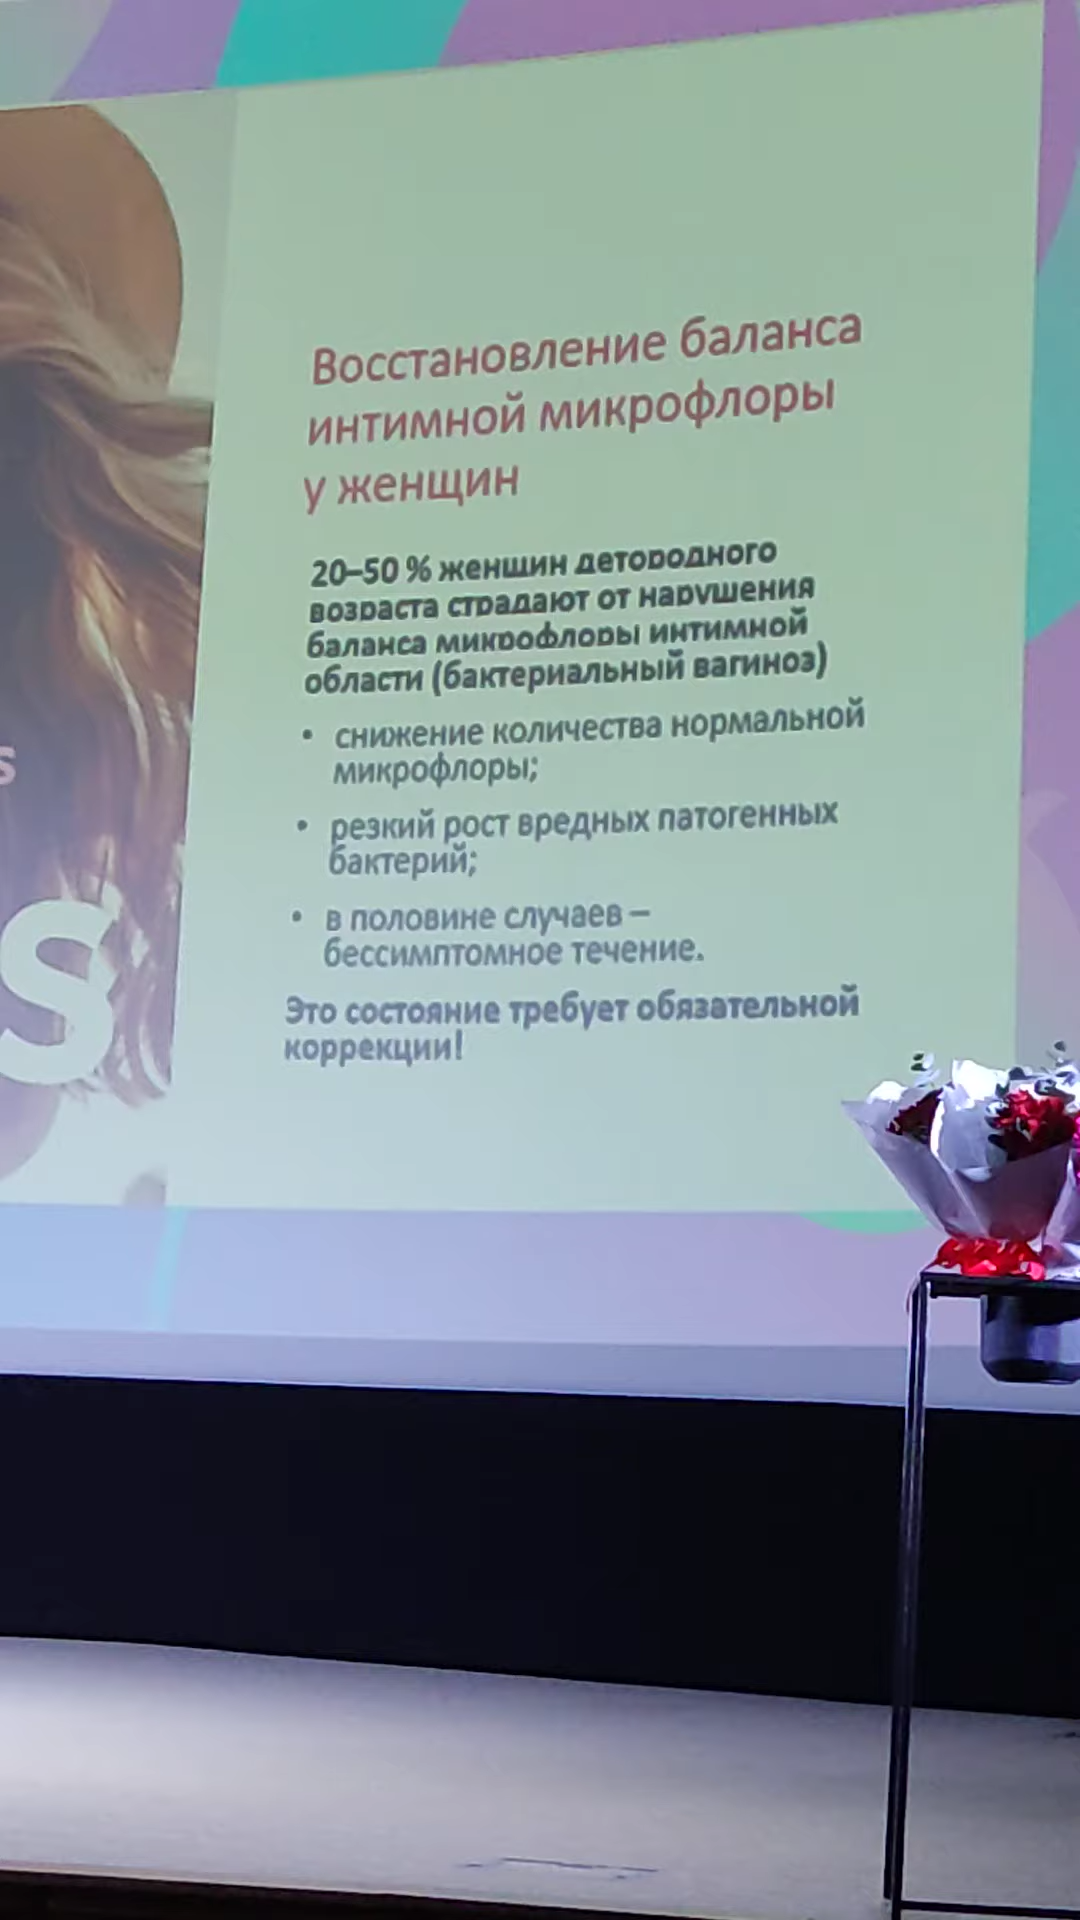 Восстановление баланса
интимной микрофлоры
у женщин
20–50 % женщин детородного
возраста страдают от нарушения
баланса микрофлоры интимной
области (бактериальный вагиноз)
• снижение количества нормальной
микрофлоры;
• резкий рост вредных патогенных
бактерий;
• в половине случаев –
бессимптомное течение.
Это состояние требует обязательной
коррекции!
s
S